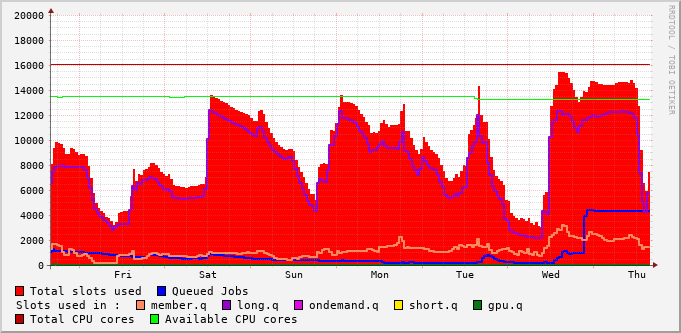 RRDTOOL / TOBI OETIKER
20000
18000
16000
14000
12000
10000
8000
6000
4000
2000
0
Fri Sat Sun Mon Tue Wed Thu
Total slots used Queued Jobs
Slots used in : member.q long.q ondemand.q short.q gpu.q
Total CPU cores Available CPU cores